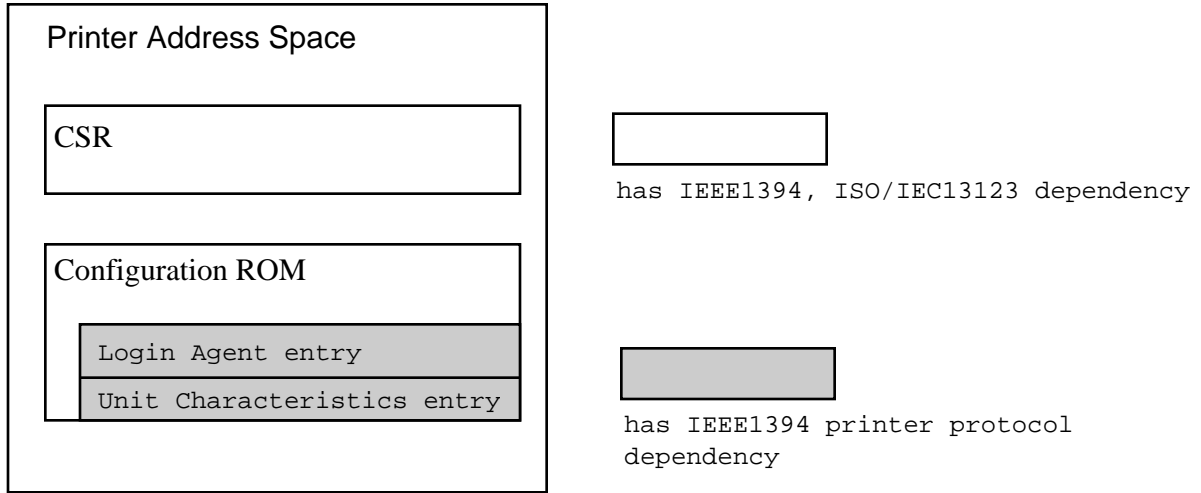 Printer Address Space
CSR
has IEEE1394, ISO/IEC13123 dependency
Configuration ROM
Login Agent entry
Unit Characteristics entry
has IEEE1394 printer protocol
dependency